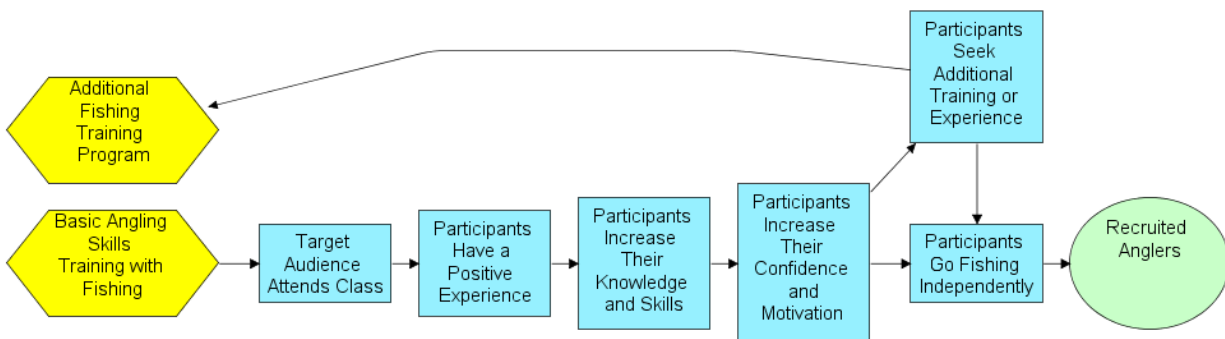 Participants
Seek
Additional
Training or
Experience
Additional
Fishing
Training
Program
Basic Angling
Skills
Training with
Fishing
Target
Audience
Attends Class
Participants
Have a
Positive
Experience
Participants
Increase
Their
Knowledge
and Skills
Participants
Increase
Their
Confidence
and
Motivation
Participants
Go Fishing
Independently
Recruited
Anglers